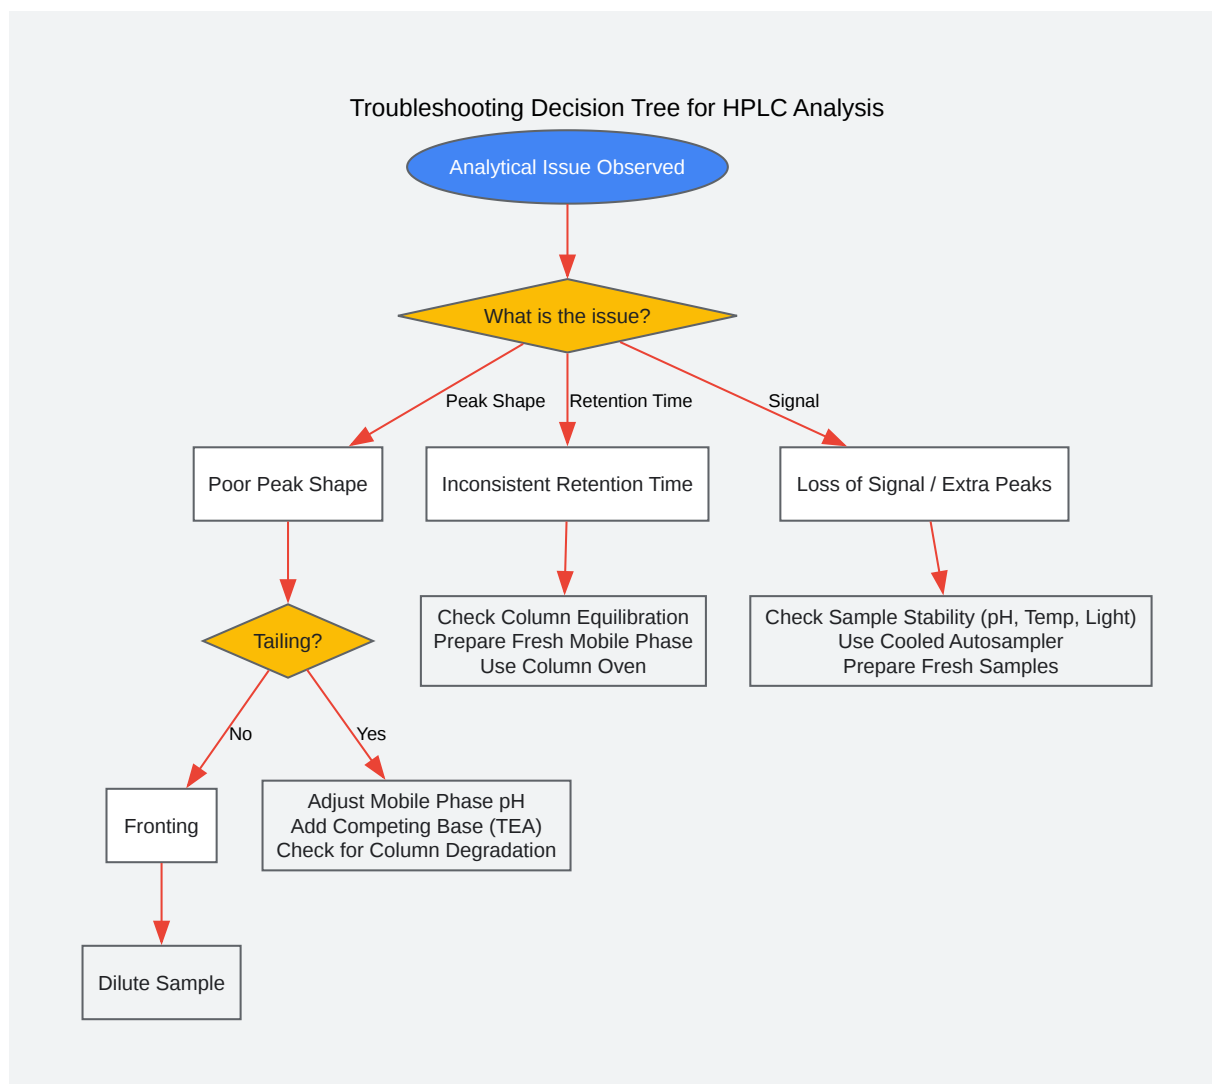 Troubleshooting Decision Tree for HPLC Analysis
Analytical Issue Observed
What is the issue?
Peak Shape
Retention Time
Signal
Poor Peak Shape
Inconsistent Retention Time
Loss of Signal / Extra Peaks
Check Column Equilibration
Prepare Fresh Mobile Phase
Use Column Oven
Check Sample Stability (pH, Temp, Light)
Use Cooled Autosampler
Prepare Fresh Samples
Tailing?
No
Yes
Fronting
Adjust Mobile Phase pH
Add Competing Base (TEA)
Check for Column Degradation
Dilute Sample